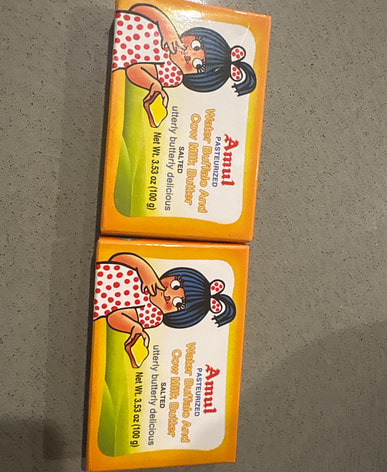 Amul
PASTEURIZED
Water Buffalo And
Cow Milk Butter
SALTED
utterly butterly delicious
Net Wt. 3.53 oz (100 g)
Amul
PASTEURIZED
Water Buffalo And
Cow Milk Butter
SALTED
utterly butterly delicious
Net Wt. 3.53 oz (100 g)